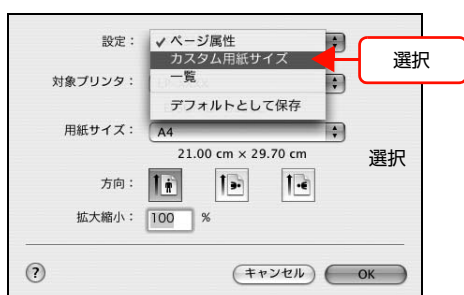 設定：
✓ページ属性
カスタム用紙サイズ
一覧
デフォルトとして保存
選択
対象プリンタ：
用紙サイズ：
A4
21.00 cm × 29.70 cm
選択
方向：
拡大縮小：
100 %
?
キャンセル
OK